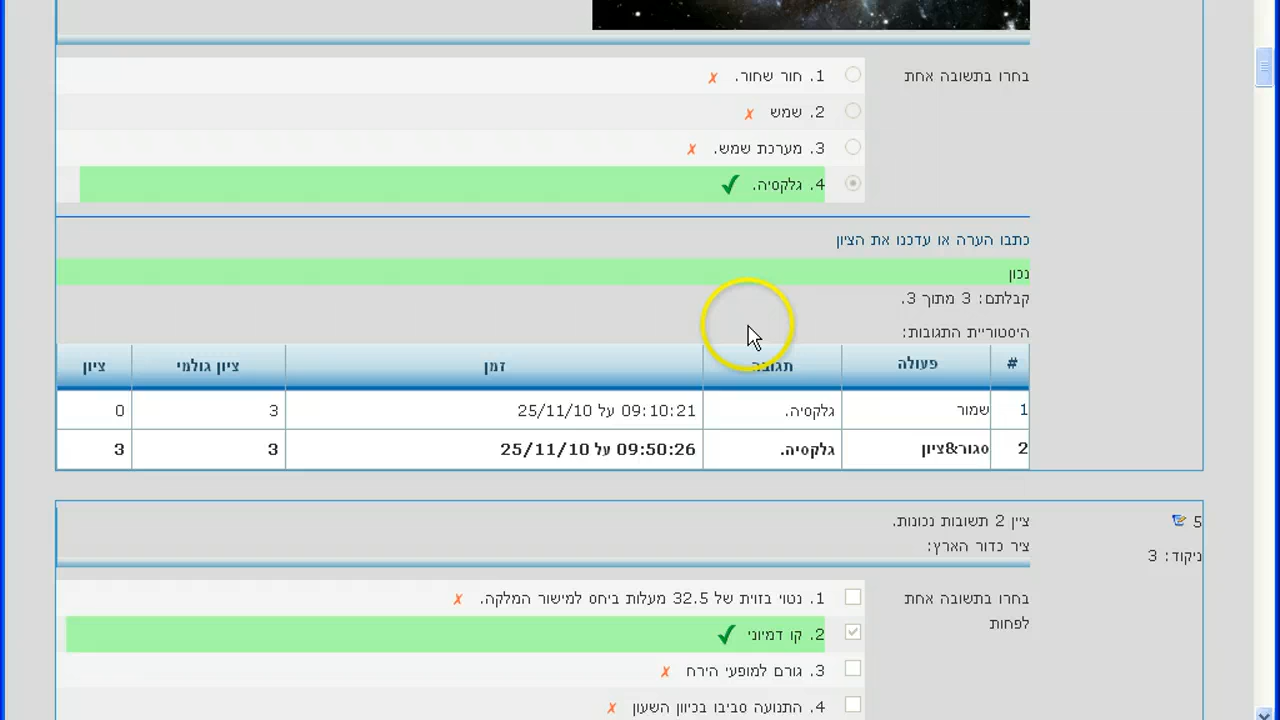 בחרו בתשובה אחת
1. חור שחור. ✗
2. שמש ✗
3. מערכת שמש. ✗
4. גלקסיה. ✓
כתבו הערה או עדכנו את הציון
נכון
קבלתם: 3 מתוך 3.
היסטוריית התגובות:
# פעולה תגובה זמן ציון גולמי ציון
1 שמור גלקסיה. 09:10:21 על 25/11/10 3 0
2 סגור&ציון גלקסיה. 09:50:26 על 25/11/10 3 3
5
ניקוד: 3
ציין 2 תשובות נכונות.
ציר כדור הארץ:
בחרו בתשובה אחת
לפחות
1. נטוי בזוית של 32.5 מעלות ביחס למישור המלקה. ✗
2. קו דמיוני ✓
3. גורם למופעי הירח ✗
4. התנועה סביבו בכיוון השעון ✗